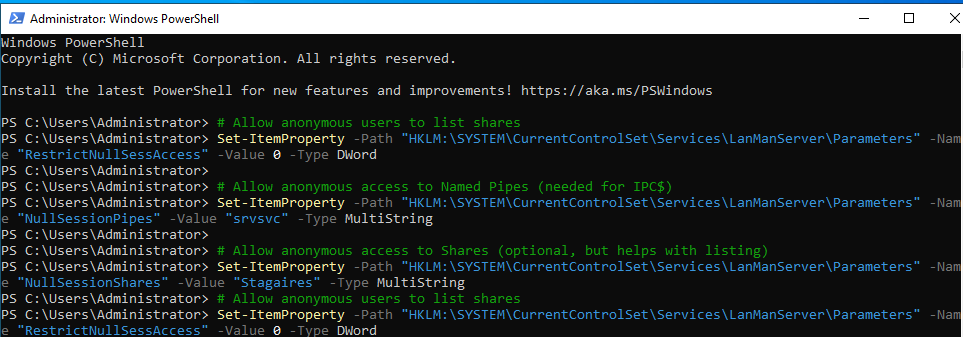 Administrator: Windows PowerShell
Windows PowerShell
Copyright (C) Microsoft Corporation. All rights reserved.
Install the latest PowerShell for new features and improvements! https://aka.ms/PSWindows
PS C:\Users\Administrator> # Allow anonymous users to list shares
PS C:\Users\Administrator> Set-ItemProperty -Path "HKLM:\SYSTEM\CurrentControlSet\Services\LanManServer\Parameters" -Nam
e "RestrictNullSessAccess" -Value 0 -Type DWord
PS C:\Users\Administrator>
PS C:\Users\Administrator> # Allow anonymous access to Named Pipes (needed for IPC$)
PS C:\Users\Administrator> Set-ItemProperty -Path "HKLM:\SYSTEM\CurrentControlSet\Services\LanManServer\Parameters" -Nam
e "NullSessionPipes" -Value "srvsvc" -Type MultiString
PS C:\Users\Administrator>
PS C:\Users\Administrator> # Allow anonymous access to Shares (optional, but helps with listing)
PS C:\Users\Administrator> Set-ItemProperty -Path "HKLM:\SYSTEM\CurrentControlSet\Services\LanManServer\Parameters" -Nam
e "NullSessionShares" -Value "Stagaires" -Type MultiString
PS C:\Users\Administrator> # Allow anonymous users to list shares
PS C:\Users\Administrator> Set-ItemProperty -Path "HKLM:\SYSTEM\CurrentControlSet\Services\LanManServer\Parameters" -Nam
e "RestrictNullSessAccess" -Value 0 -Type DWord